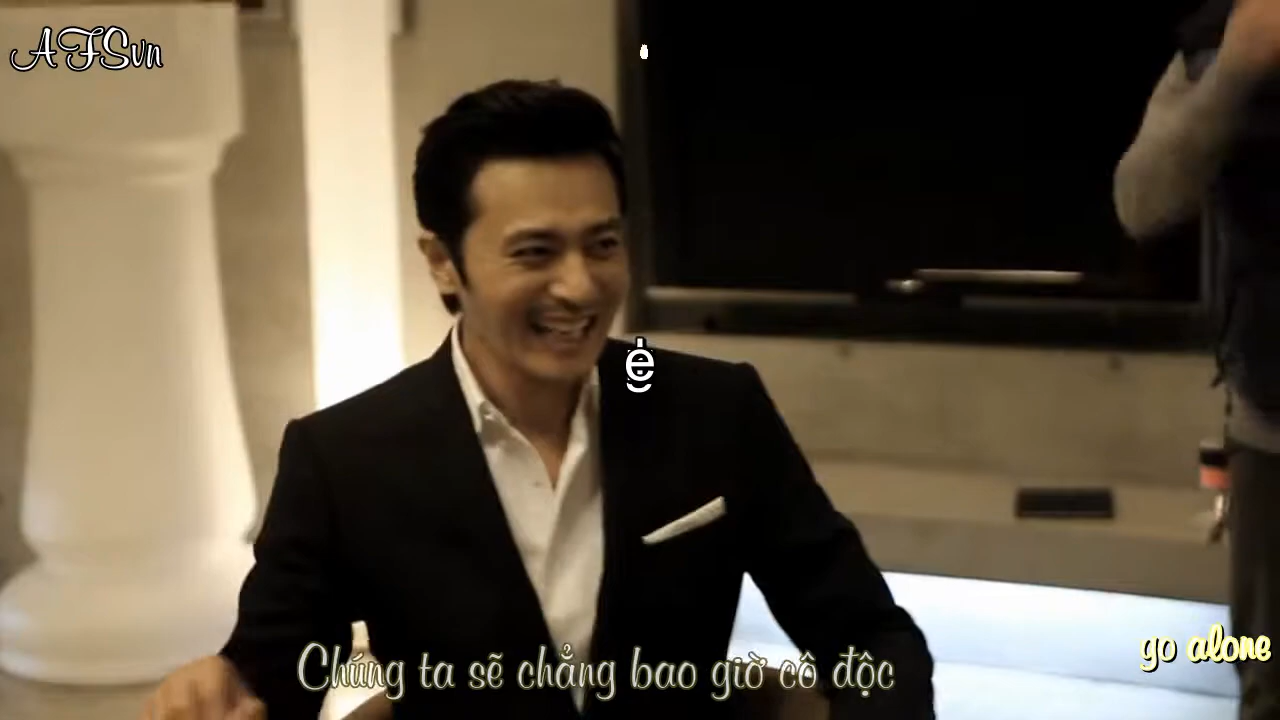 AFSvn
é
Chúng ta sẽ chẳng bao giờ cô độc
go alone